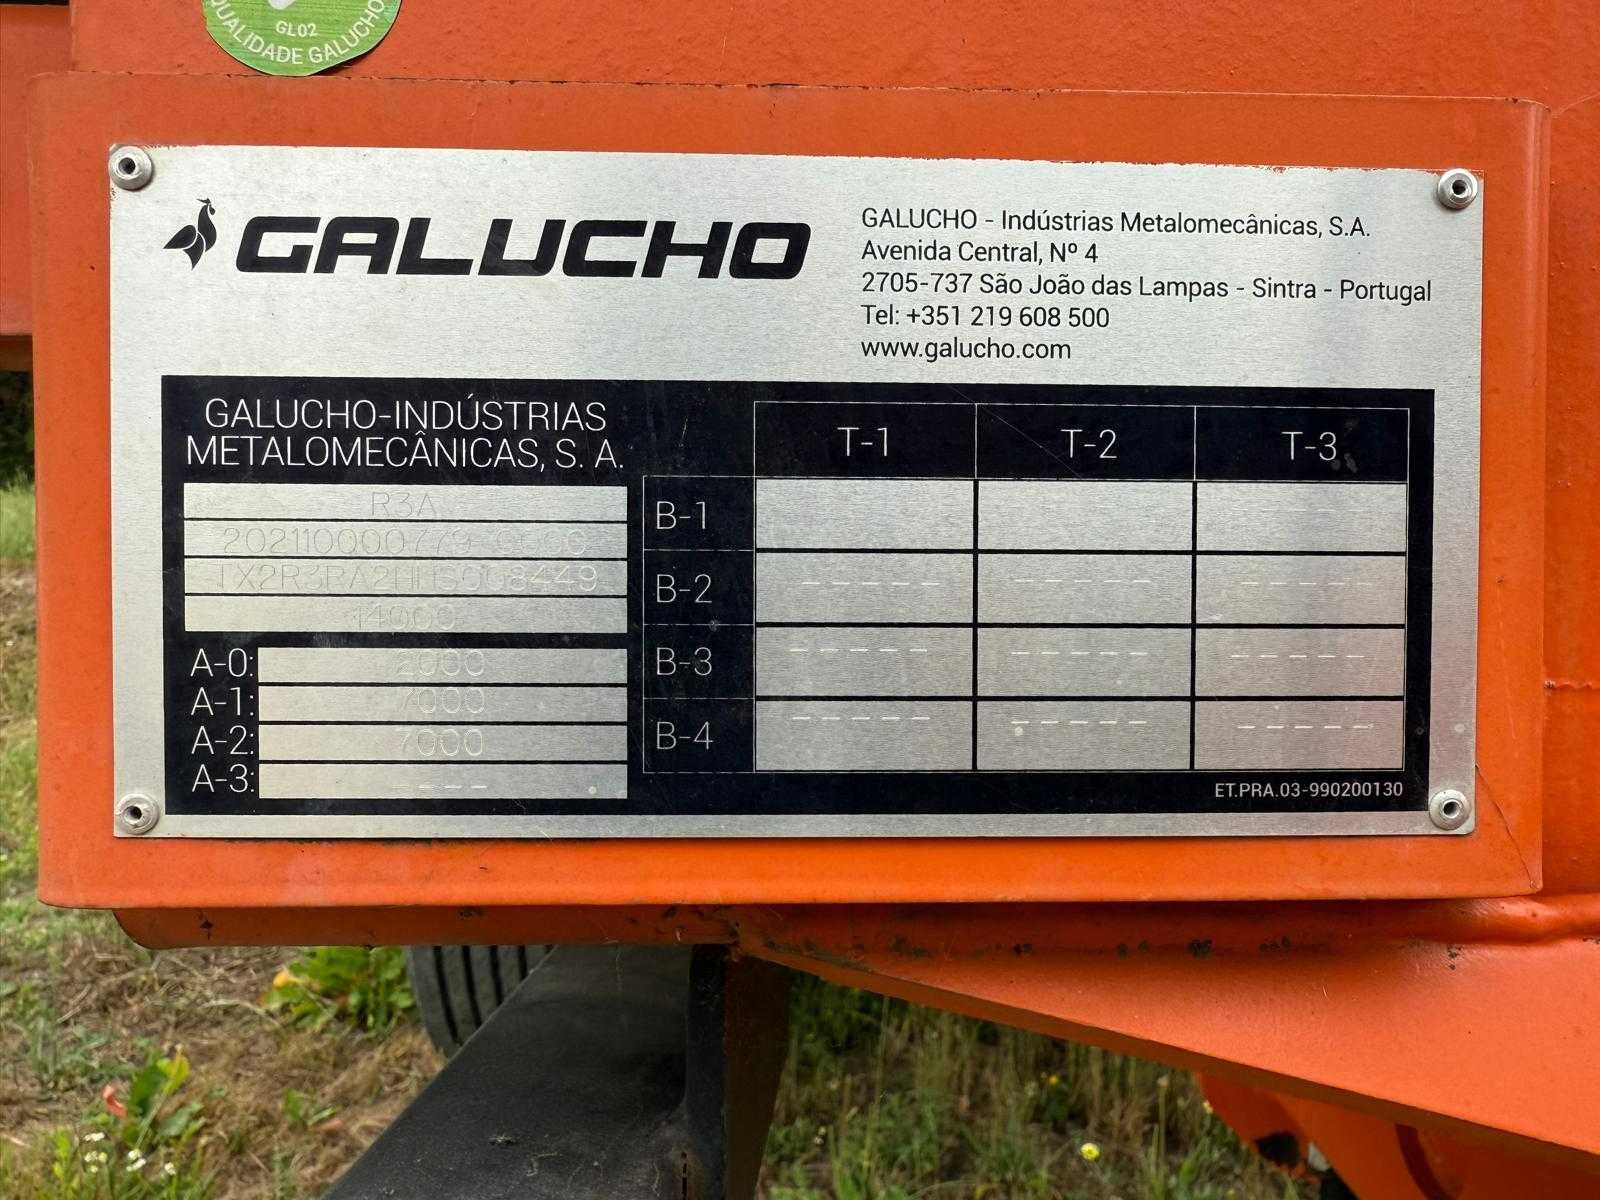 GL02
QUALIDADE GALUCHO
GALUCHO
GALUCHO - Indústrias Metalomecânicas, S.A.
Avenida Central, Nº 4
2705-737 São João das Lampas - Sintra - Portugal
Tel: +351 219 608 500
www.galucho.com
GALUCHO-INDÚSTRIAS
METALOMECÂNICAS, S. A.
R3A
14000
A-0: 2000
A-1: 7000
A-2: 7000
A-3: ----
T-1 T-2 T-3
B-1
B-2 ----- ----- -----
B-3 ----- ----- -----
B-4 ----- ----- -----
ET.PRA.03-990200130